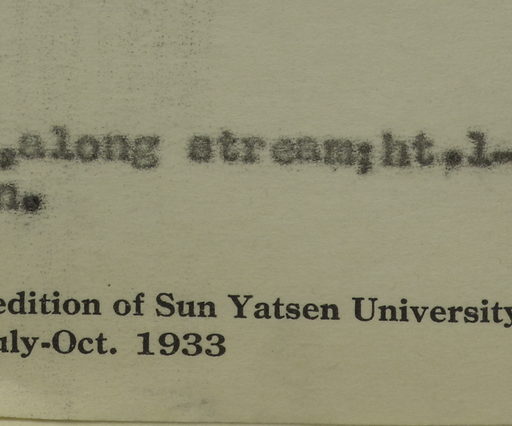 ,along stream;ht.1-
n.
edition of Sun Yatsen University
uly-Oct. 1933